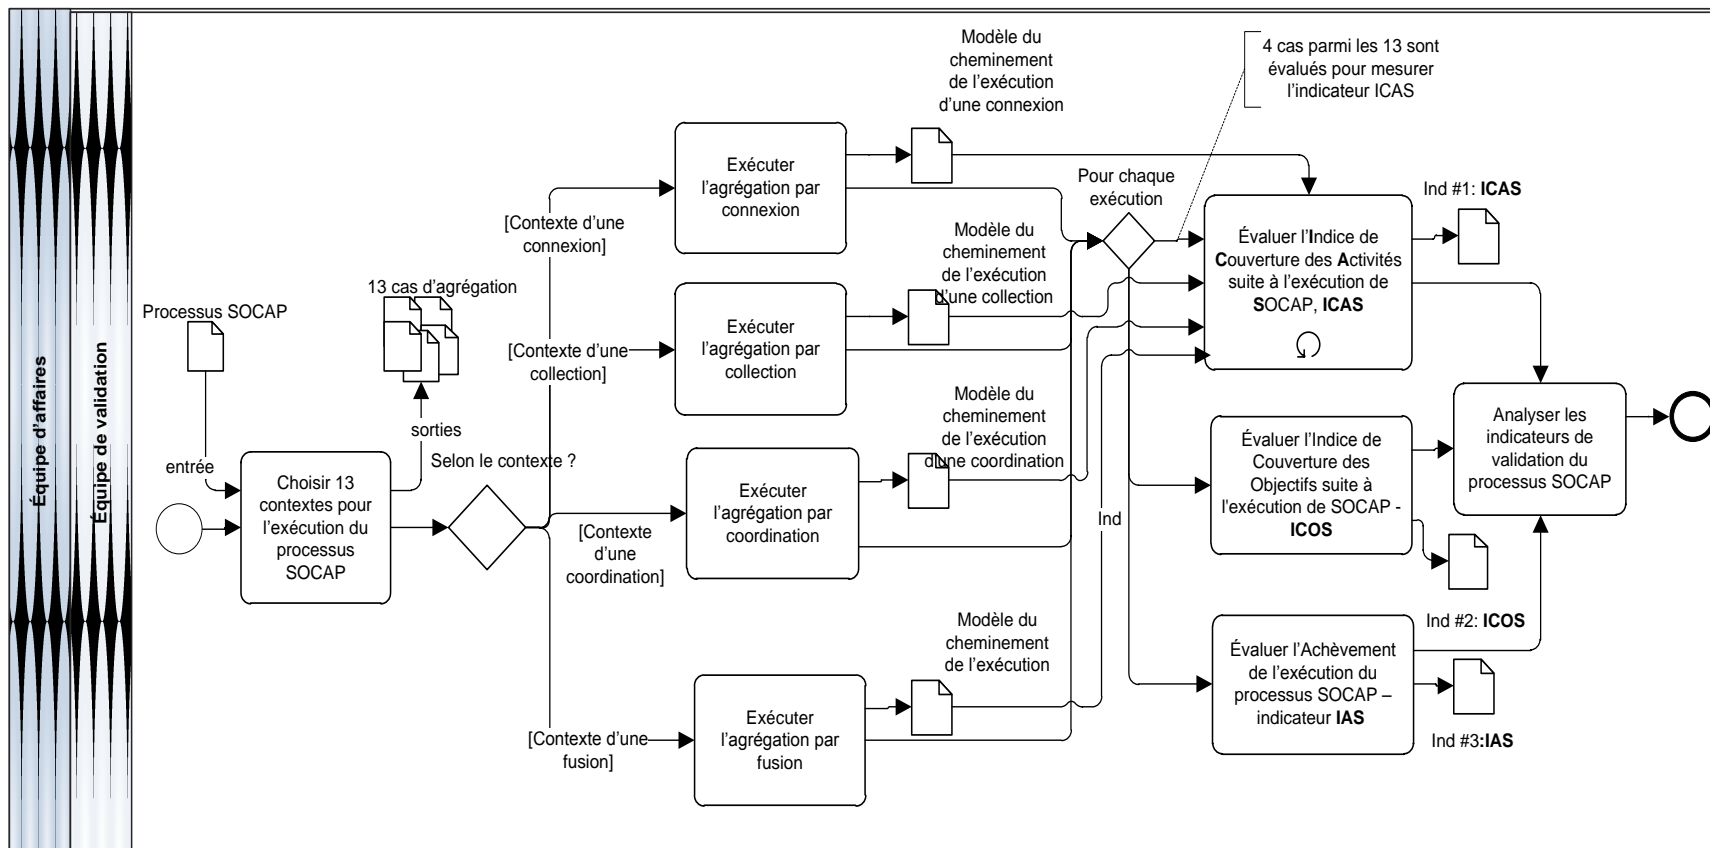 Équipe d'affaires
Équipe de validation
Processus SOCAP
entrée
Choisir 13
contextes pour
l'exécution du
processus
SOCAP
13 cas d'agrégation
sorties
Selon le contexte ?
[Contexte d'une
connexion]
[Contexte d'une
collection]
[Contexte
d'une
coordination]
[Contexte d'une
fusion]
Exécuter
l'agrégation par
connexion
Exécuter
l'agrégation par
collection
Exécuter
l'agrégation par
coordination
Exécuter
l'agrégation par
fusion
Modèle du
cheminement
de l'exécution
d'une connexion
Modèle du
cheminement
de l'exécution
d'une collection
Modèle du
cheminement
de l'exécution
d'une coordination
Modèle du
cheminement
de l'exécution
Pour chaque
exécution
Ind
4 cas parmi les 13 sont
évalués pour mesurer
l'indicateur ICAS
Évaluer l'Indice de
Couverture des Activités
suite à l'exécution de
SOCAP, ICAS
Ind #1: ICAS
Évaluer l'Indice de
Couverture des
Objectifs suite à
l'exécution de SOCAP -
ICOS
Ind #2: ICOS
Évaluer l'Achèvement
de l'exécution du
processus SOCAP –
indicateur IAS
Ind #3:IAS
Analyser les
indicateurs de
validation du
processus SOCAP